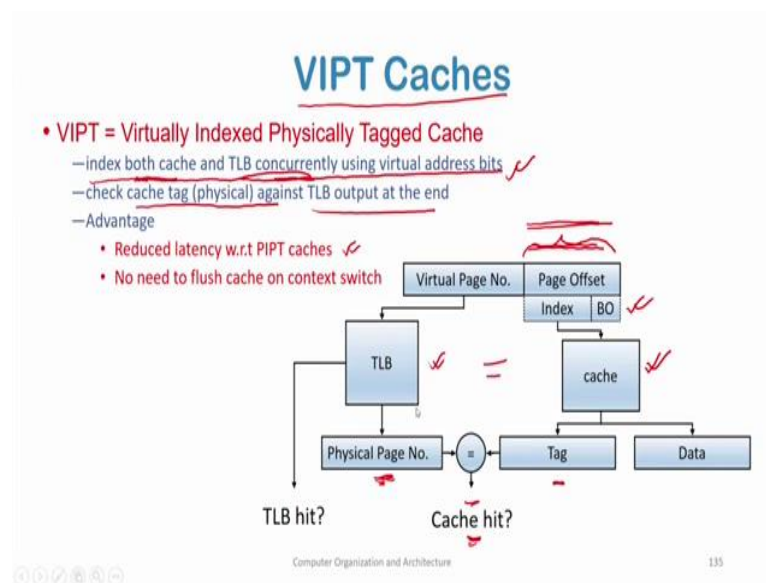 VIPT Caches
• VIPT = Virtually Indexed Physically Tagged Cache
—index both cache and TLB concurrently using virtual address bits
—check cache tag (physical) against TLB output at the end
—Advantage
• Reduced latency w.r.t PIPT caches
• No need to flush cache on context switch
Virtual Page No. Page Offset
Index BO
TLB
cache
Physical Page No. = Tag Data
TLB hit? Cache hit?
Computer Organization and Architecture 135